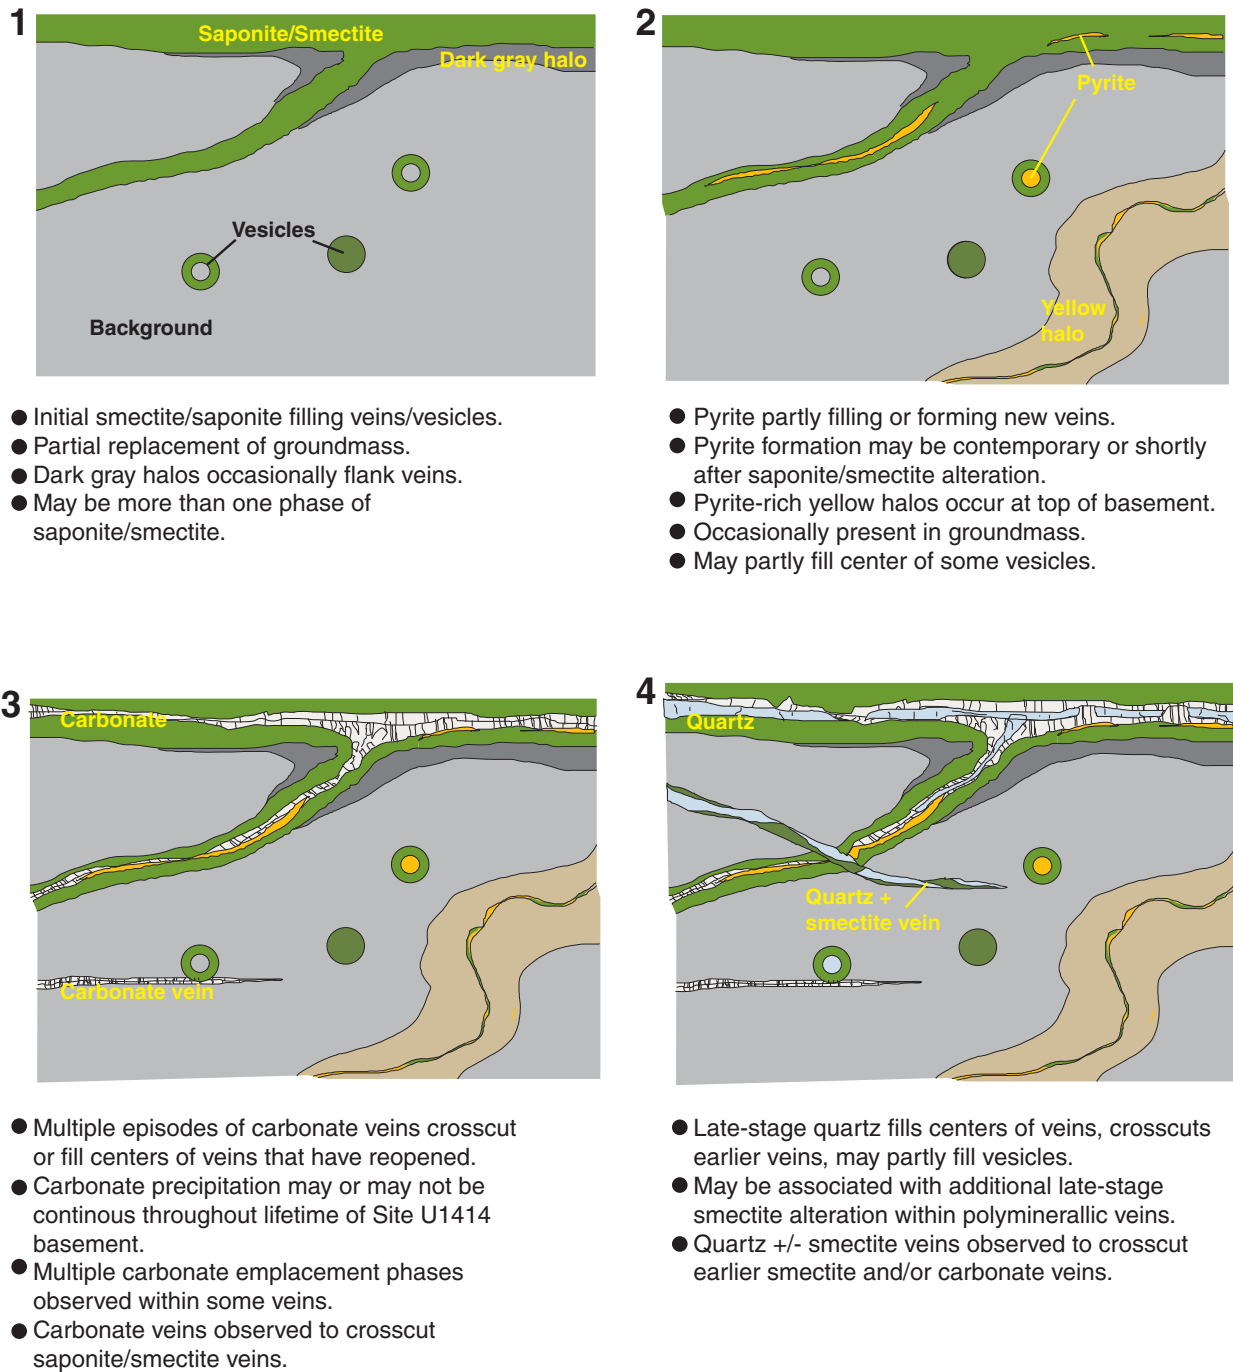 1
Saponite/Smectite
Dark gray halo
Vesicles
Background
● Initial smectite/saponite filling veins/vesicles.
● Partial replacement of groundmass.
● Dark gray halos occasionally flank veins.
● May be more than one phase of
saponite/smectite.
2
Pyrite
Yellow
halo
● Pyrite partly filling or forming new veins.
● Pyrite formation may be contemporary or shortly
after saponite/smectite alteration.
● Pyrite-rich yellow halos occur at top of basement.
● Occasionally present in groundmass.
● May partly fill center of some vesicles.
3
Carbonate
Carbonate vein
● Multiple episodes of carbonate veins crosscut
or fill centers of veins that have reopened.
● Carbonate precipitation may or may not be
continous throughout lifetime of Site U1414
basement.
● Multiple carbonate emplacement phases
observed within some veins.
● Carbonate veins observed to crosscut
saponite/smectite veins.
4
Quartz
Quartz +
smectite vein
● Late-stage quartz fills centers of veins, crosscuts
earlier veins, may partly fill vesicles.
● May be associated with additional late-stage
smectite alteration within polyminerallic veins.
● Quartz +/- smectite veins observed to crosscut
earlier smectite and/or carbonate veins.